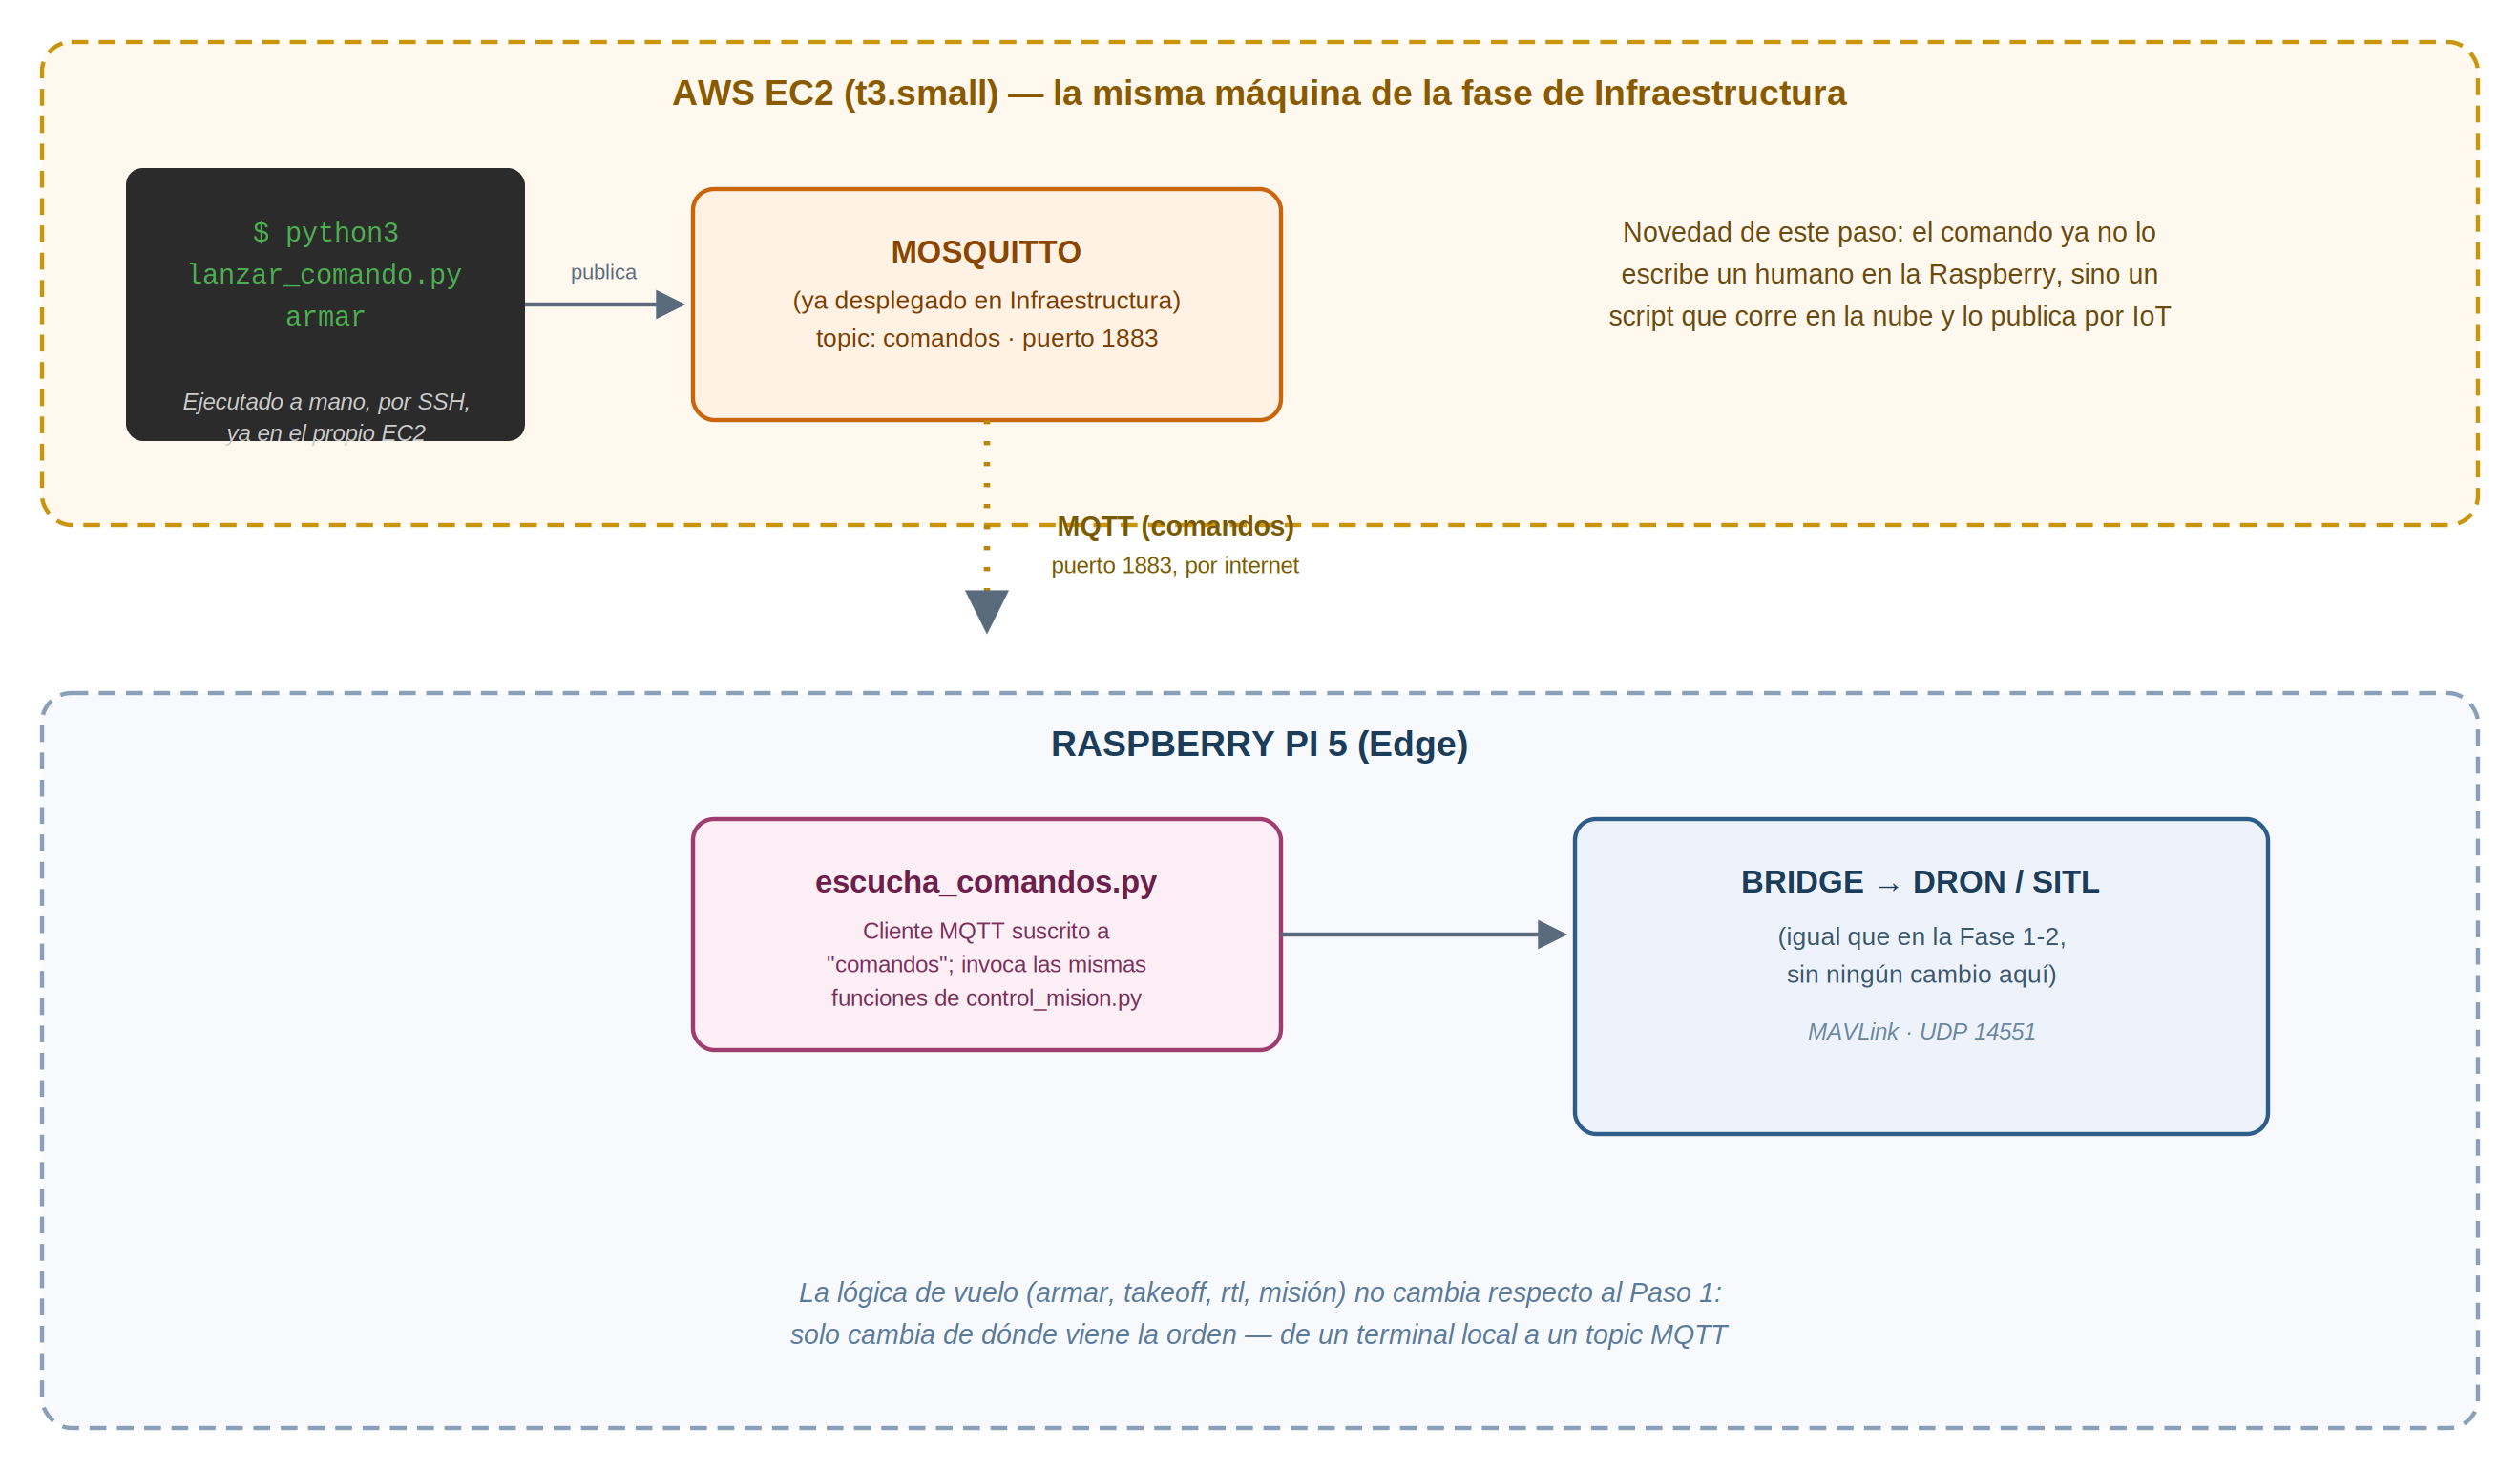 AWS EC2 (t3.small) — la misma máquina de la fase de Infraestructura
$ python3
lanzar_comando.py
armar
Ejecutado a mano, por SSH,
ya en el propio EC2
publica
MOSQUITTO
(ya desplegado en Infraestructura)
topic: comandos · puerto 1883
Novedad de este paso: el comando ya no lo
escribe un humano en la Raspberry, sino un
script que corre en la nube y lo publica por IoT
MQTT (comandos)
puerto 1883, por internet
RASPBERRY PI 5 (Edge)
escucha_comandos.py
Cliente MQTT suscrito a
"comandos"; invoca las mismas
funciones de control_mision.py
BRIDGE → DRON / SITL
(igual que en la Fase 1-2,
sin ningún cambio aquí)
MAVLink · UDP 14551
La lógica de vuelo (armar, takeoff, rtl, misión) no cambia respecto al Paso 1:
solo cambia de dónde viene la orden — de un terminal local a un topic MQTT